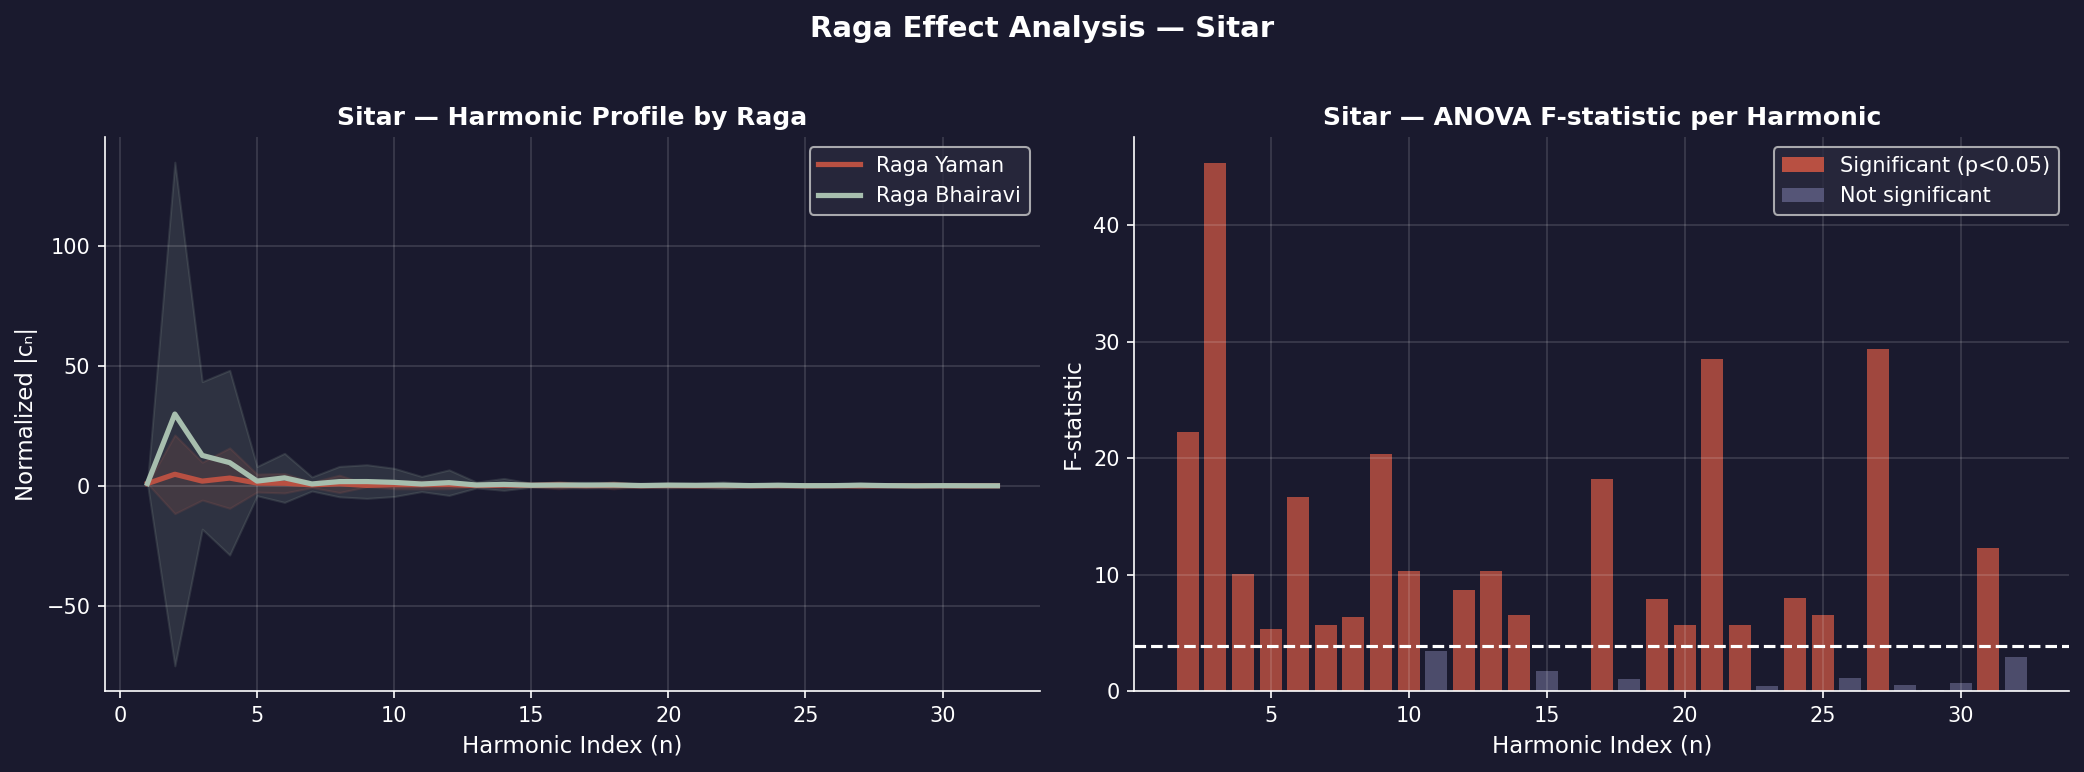 Raga Effect Analysis — Sitar
Sitar — Harmonic Profile by Raga
Normalized |cₙ|
100
50
0
−50
0 5 10 15 20 25 30
Harmonic Index (n)
Raga Yaman
Raga Bhairavi
Sitar — ANOVA F-statistic per Harmonic
F-statistic
40
30
20
10
0
5 10 15 20 25 30
Harmonic Index (n)
Significant (p<0.05)
Not significant